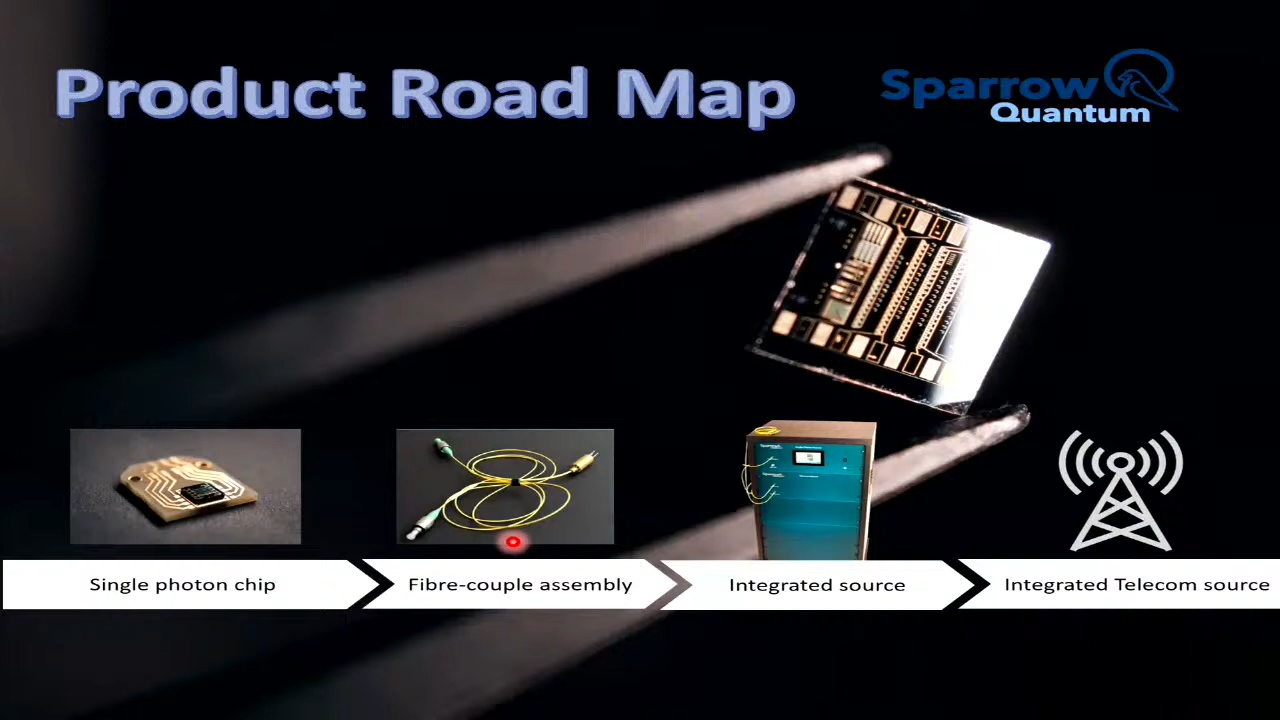 Product Road Map
Sparrow
Quantum
Single photon chip
Fibre-couple assembly
Integrated source
Integrated Telecom source